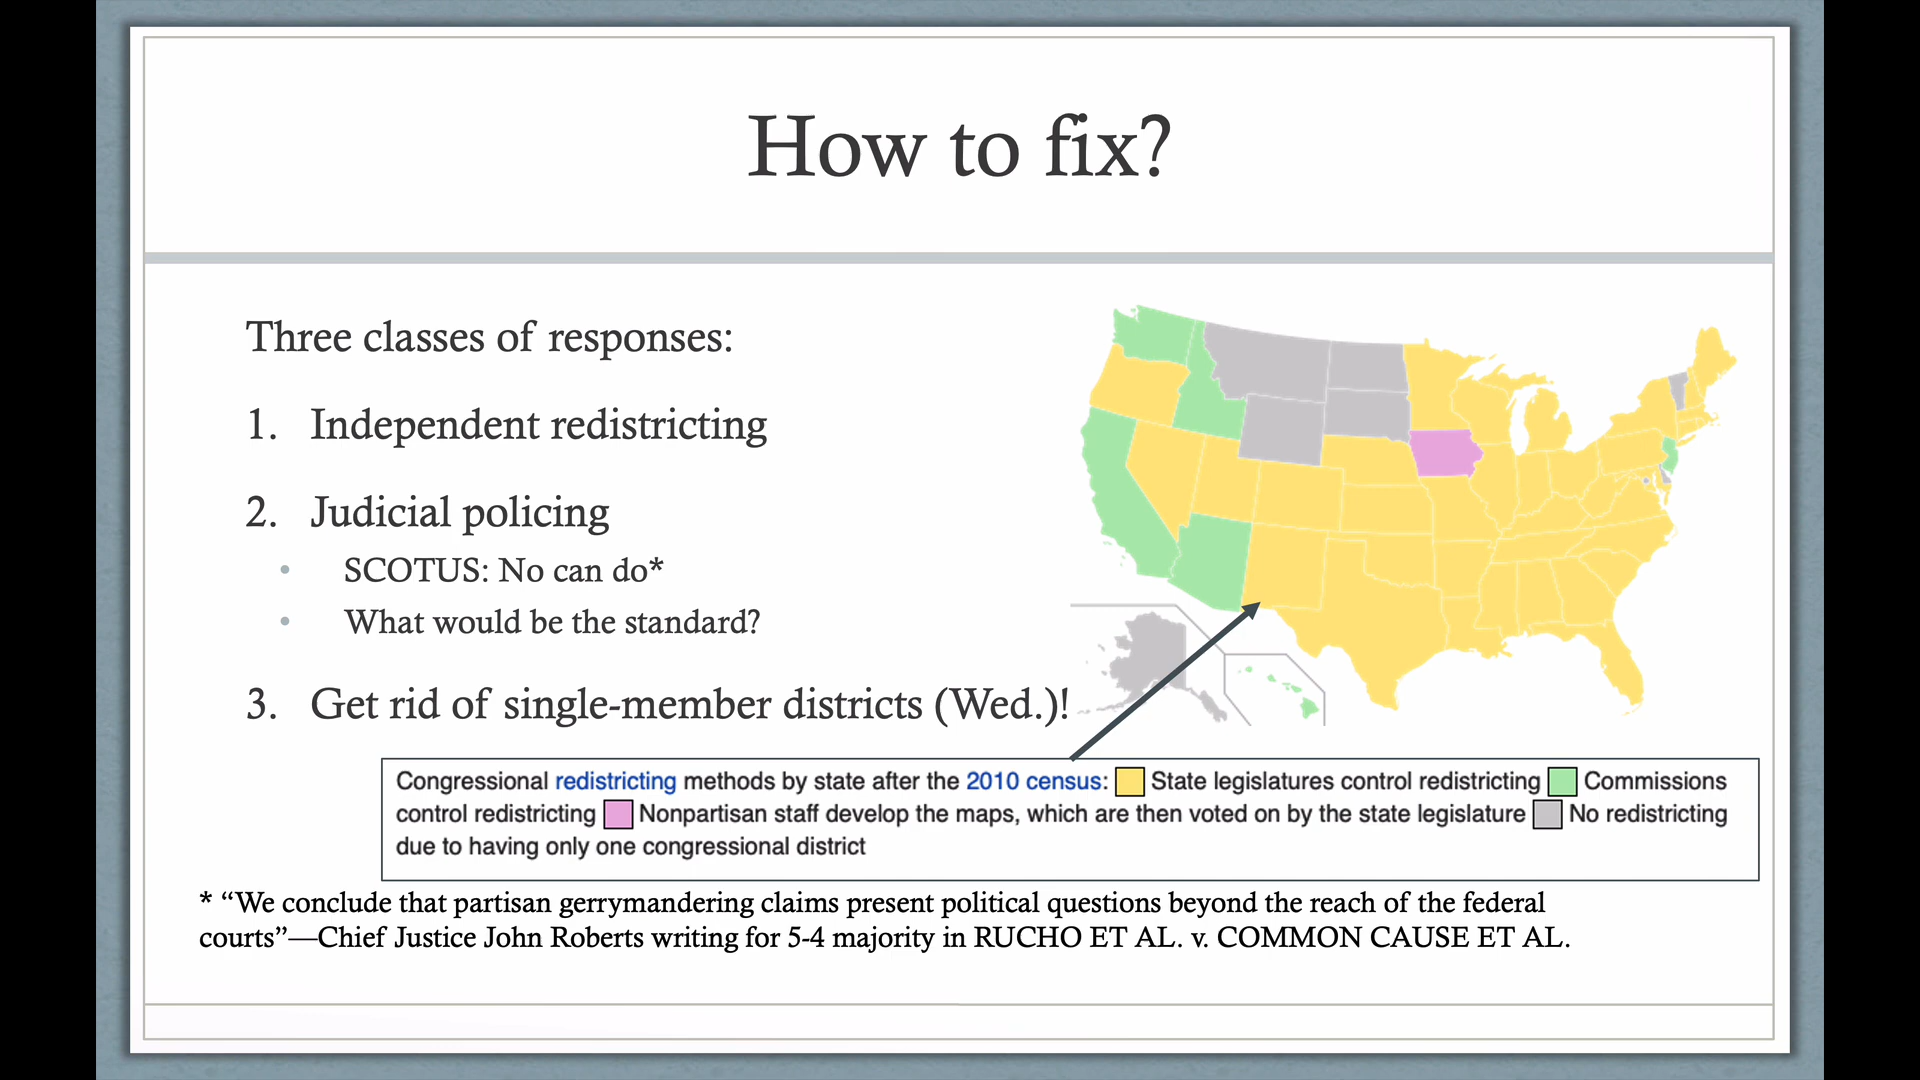 How to fix?
Three classes of responses:
1. Independent redistricting
2. Judicial policing
• SCOTUS: No can do*
• What would be the standard?
3. Get rid of single-member districts (Wed.)!
Congressional redistricting methods by state after the 2010 census: State legislatures control redistricting Commissions
control redistricting Nonpartisan staff develop the maps, which are then voted on by the state legislature No redistricting
due to having only one congressional district
* “We conclude that partisan gerrymandering claims present political questions beyond the reach of the federal
courts”—Chief Justice John Roberts writing for 5-4 majority in RUCHO ET AL. v. COMMON CAUSE ET AL.